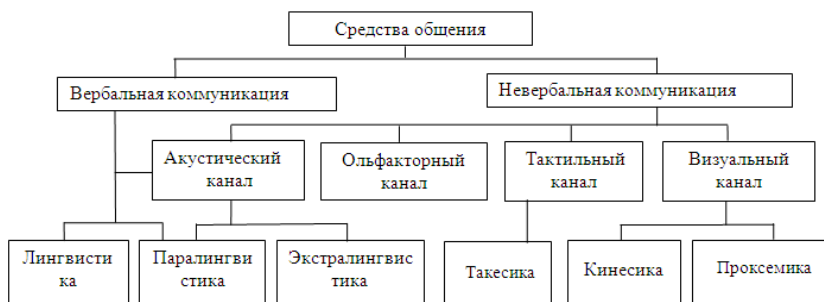 Средства общения
Вербальная коммуникация
Невербальная коммуникация
Акустический
канал
Ольфакторный
канал
Тактильный
канал
Визуальный
канал
Лингвисти
ка
Паралингви
стика
Экстралингвис
тика
Такесика
Кинесика
Проксемика